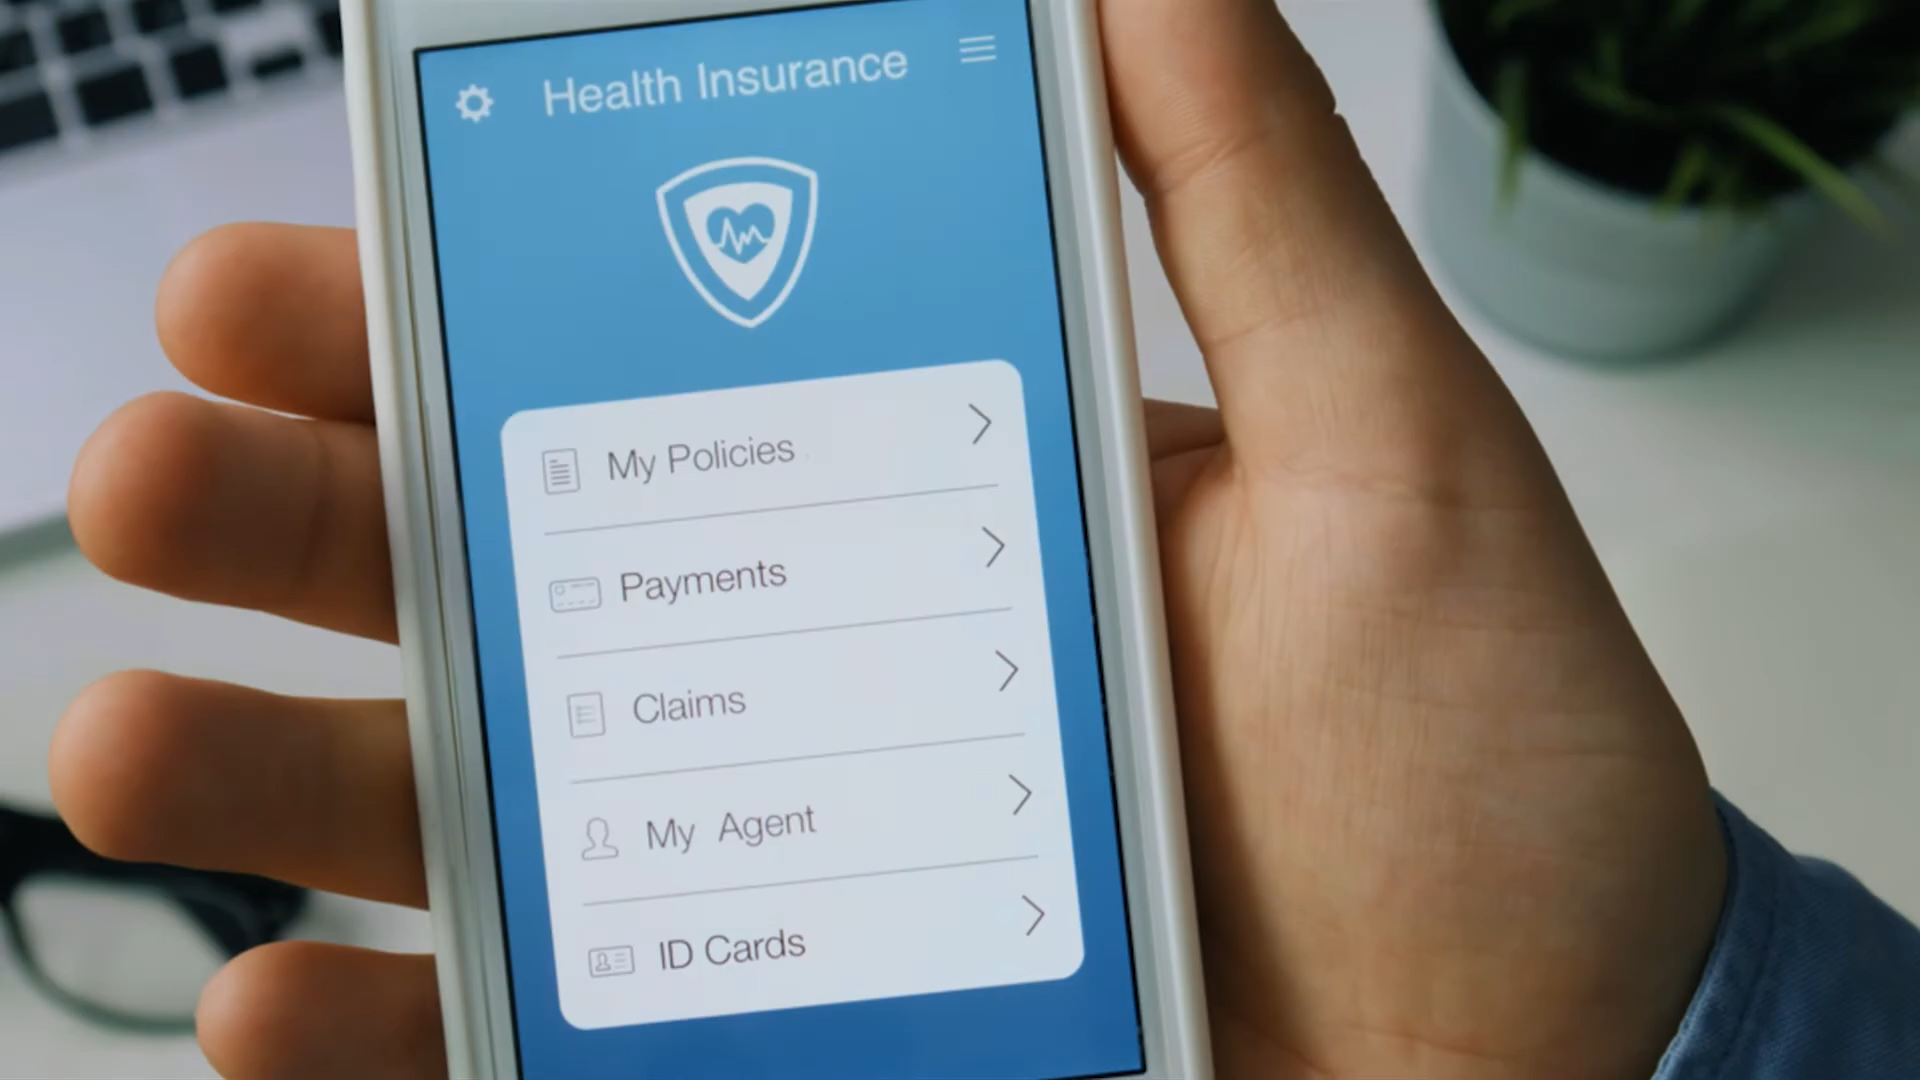 Health Insurance
My Policies
Payments
Claims
My Agent
ID Cards